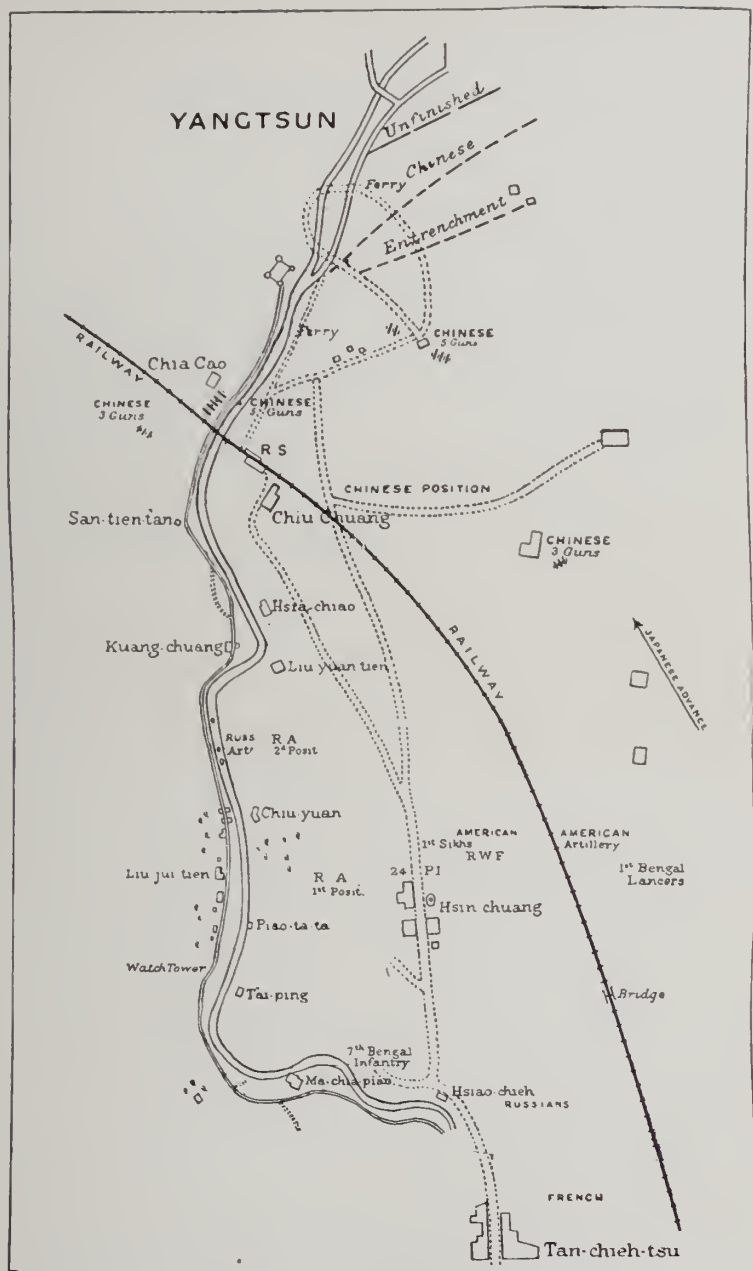 YANGTSUN
Unfinished
Chinese
Ferry
Entrenchment
Ferry
CHINESE
5 Guns
RAILWAY
Chia Cao
CHINESE
3 Guns
CHINESE
5 Guns
R S
CHINESE POSITION
San-tien-tan
Chiu Chuang
CHINESE
3 Guns
Hsia-chiao
Kuang-chuang
Liu yuan tien
RAILWAY
JAPANESE ADVANCE
RUSS
Art'
R A
2d Posit
Chiu-yuan
AMERICAN
1st Sikhs
RWF
AMERICAN
Artillery
Liu jui tien
R A
1st Posit.
24 PI
1st Bengal
Lancers
Hsin chuang
Piao-ta-ta
Watch Tower
Tai-ping
Bridge
7th Bengal
Infantry
Ma-chia-piao
Hsiao-chieh
RUSSIANS
FRENCH
Tan-chieh-tsu